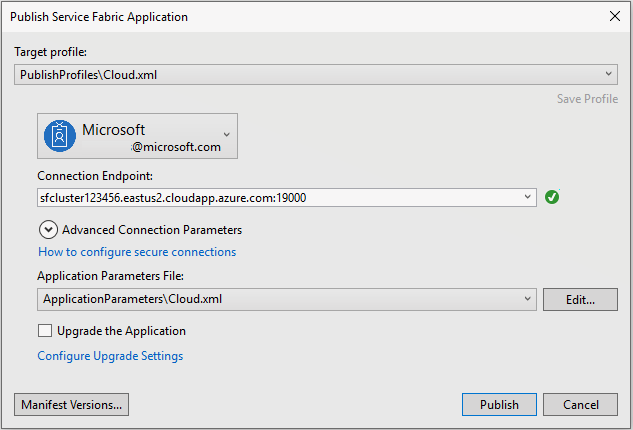 Publish Service Fabric Application
Target profile:
PublishProfiles\Cloud.xml
Save Profile
Microsoft
@microsoft.com
Connection Endpoint:
sfcluster123456.eastus2.cloudapp.azure.com:19000
Advanced Connection Parameters
How to configure secure connections
Application Parameters File:
ApplicationParameters\Cloud.xml
Edit...
Upgrade the Application
Configure Upgrade Settings
Manifest Versions...
Publish
Cancel